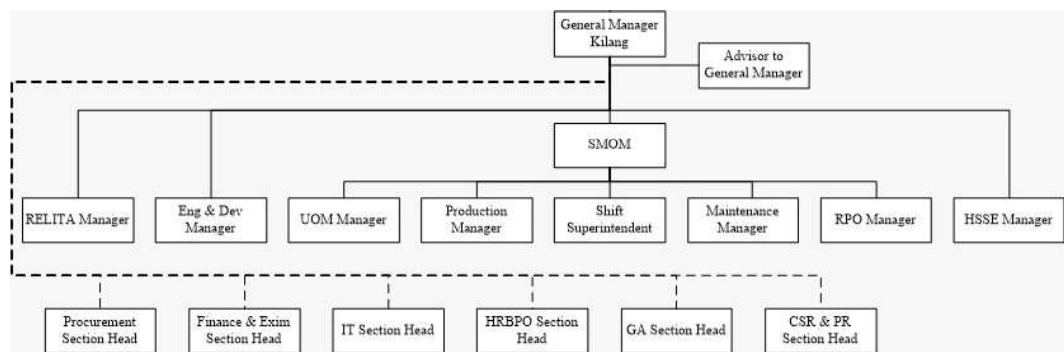 General Manager
Kilang
Advisor to
General Manager
SMOM
RELITA Manager
Eng & Dev
Manager
UOM Manager
Production
Manager
Shift
Superintendent
Maintenance
Manager
RPO Manager
HSSE Manager
Procurement
Section Head
Finance & Exim
Section Head
IT Section Head
HRBPO Section
Head
GA Section Head
CSR & PR
Section Head